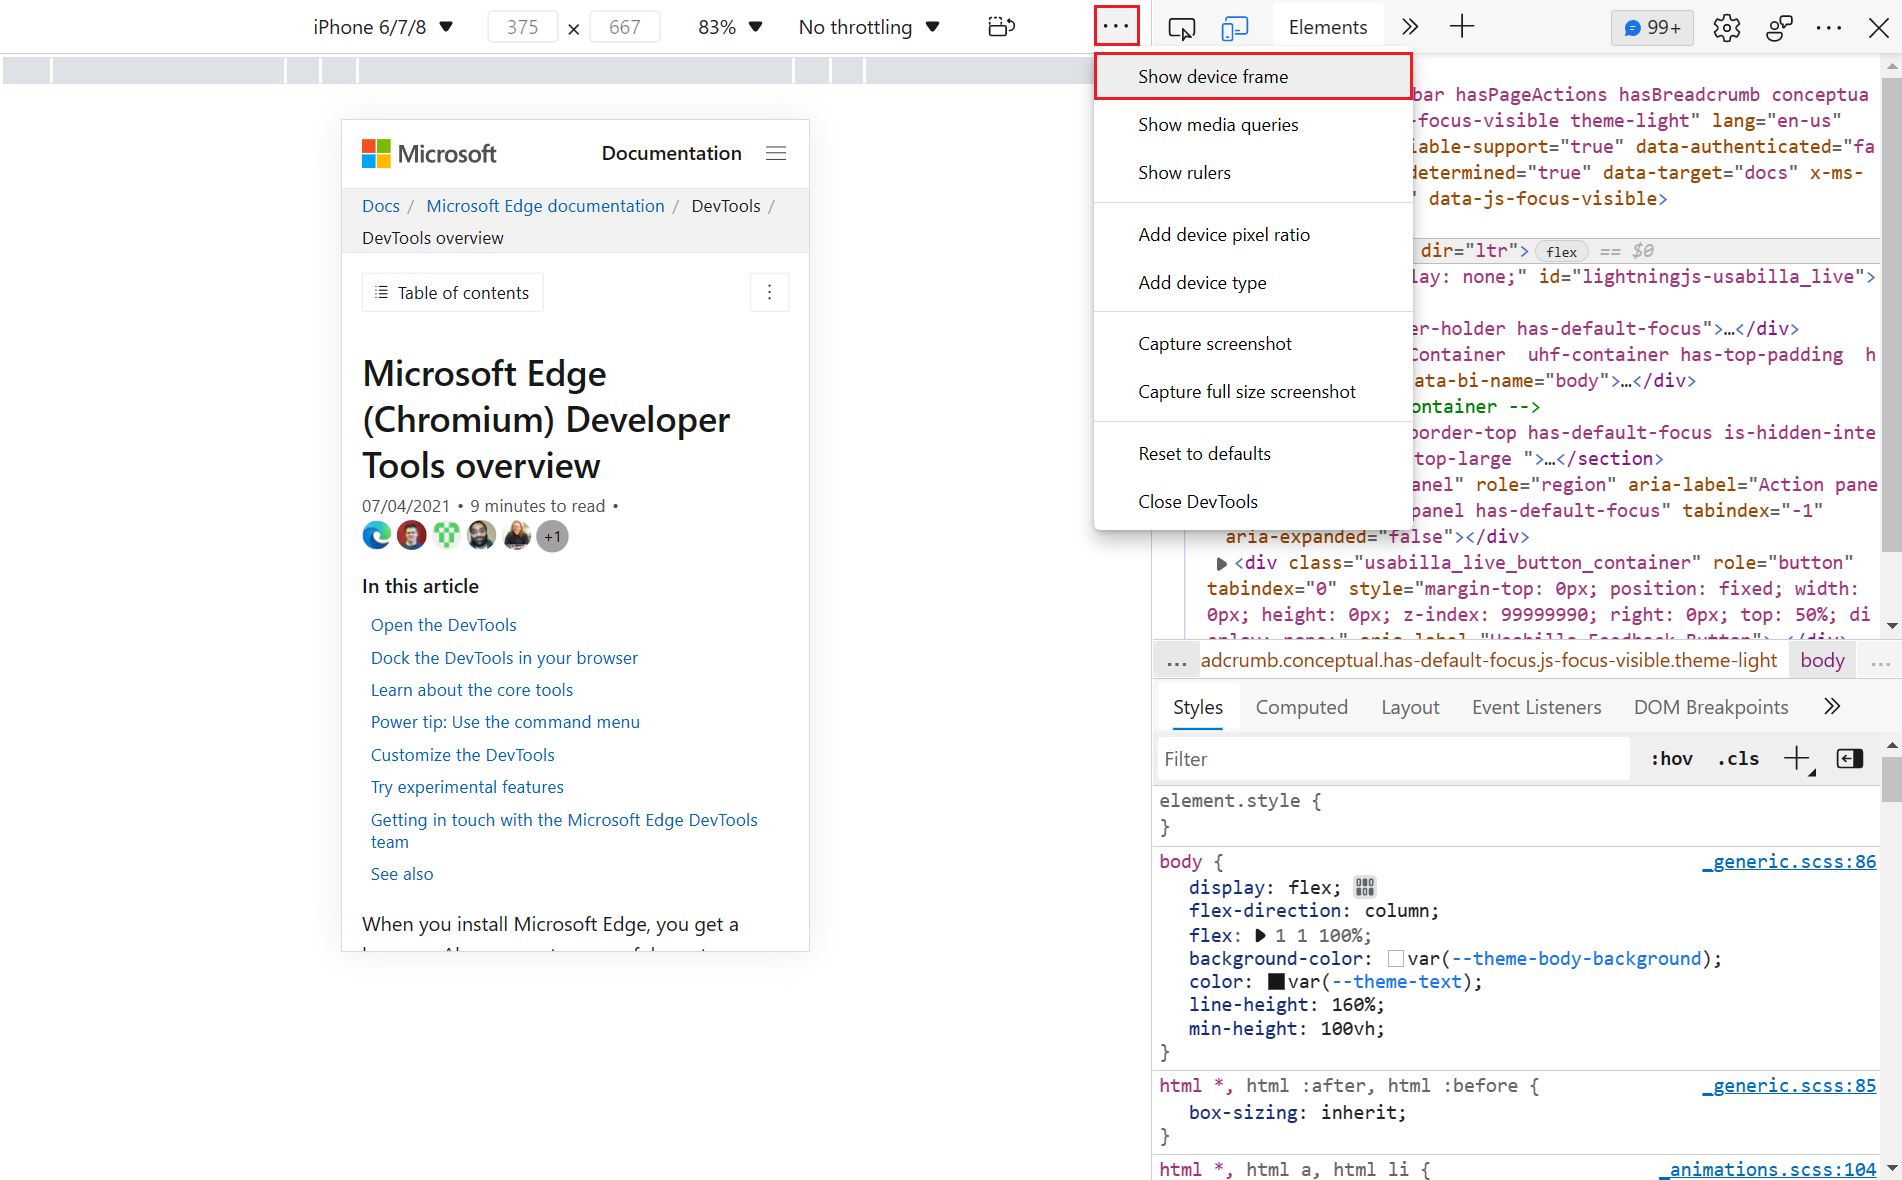 iPhone 6/7/8 375 × 667 83% No throttling
Elements 99+
Show device frame
Show media queries
Show rulers
Add device pixel ratio
Add device type
Capture screenshot
Capture full size screenshot
Reset to defaults
Close DevTools
Microsoft Documentation
Docs / Microsoft Edge documentation / DevTools /
DevTools overview
Table of contents
Microsoft Edge
(Chromium) Developer
Tools overview
07/04/2021 • 9 minutes to read •
+1
In this article
Open the DevTools
Dock the DevTools in your browser
Learn about the core tools
Power tip: Use the command menu
Customize the DevTools
Try experimental features
Getting in touch with the Microsoft Edge DevTools
team
See also
When you install Microsoft Edge, you get a
bar hasPageActions hasBreadcrumb conceptua
-focus-visible theme-light" lang="en-us"
iable-support="true" data-authenticated="fa
determined="true" data-target="docs" x-ms-
" data-js-focus-visible>
dir="ltr"> flex == $0
lay: none;" id="lightningjs-usabilla_live">
er-holder has-default-focus">…</div>
Container uhf-container has-top-padding h
ata-bi-name="body">…</div>
ontainer -->
border-top has-default-focus is-hidden-inte
top-large ">…</section>
anel" role="region" aria-label="Action pane
panel has-default-focus" tabindex="-1"
aria-expanded="false"></div>
<div class="usabilla_live_button_container" role="button"
tabindex="0" style="margin-top: 0px; position: fixed; width:
0px; height: 0px; z-index: 99999990; right: 0px; top: 50%; di
... adcrumb.conceptual.has-default-focus.js-focus-visible.theme-light body ...
Styles Computed Layout Event Listeners DOM Breakpoints
Filter :hov .cls
element.style {
}
body { _generic.scss:86
display: flex;
flex-direction: column;
flex: 1 1 100%;
background-color: var(--theme-body-background);
color: var(--theme-text);
line-height: 160%;
min-height: 100vh;
}
html *, html :after, html :before { _generic.scss:85
box-sizing: inherit;
}
html *, html a, html li { _animations.scss:104